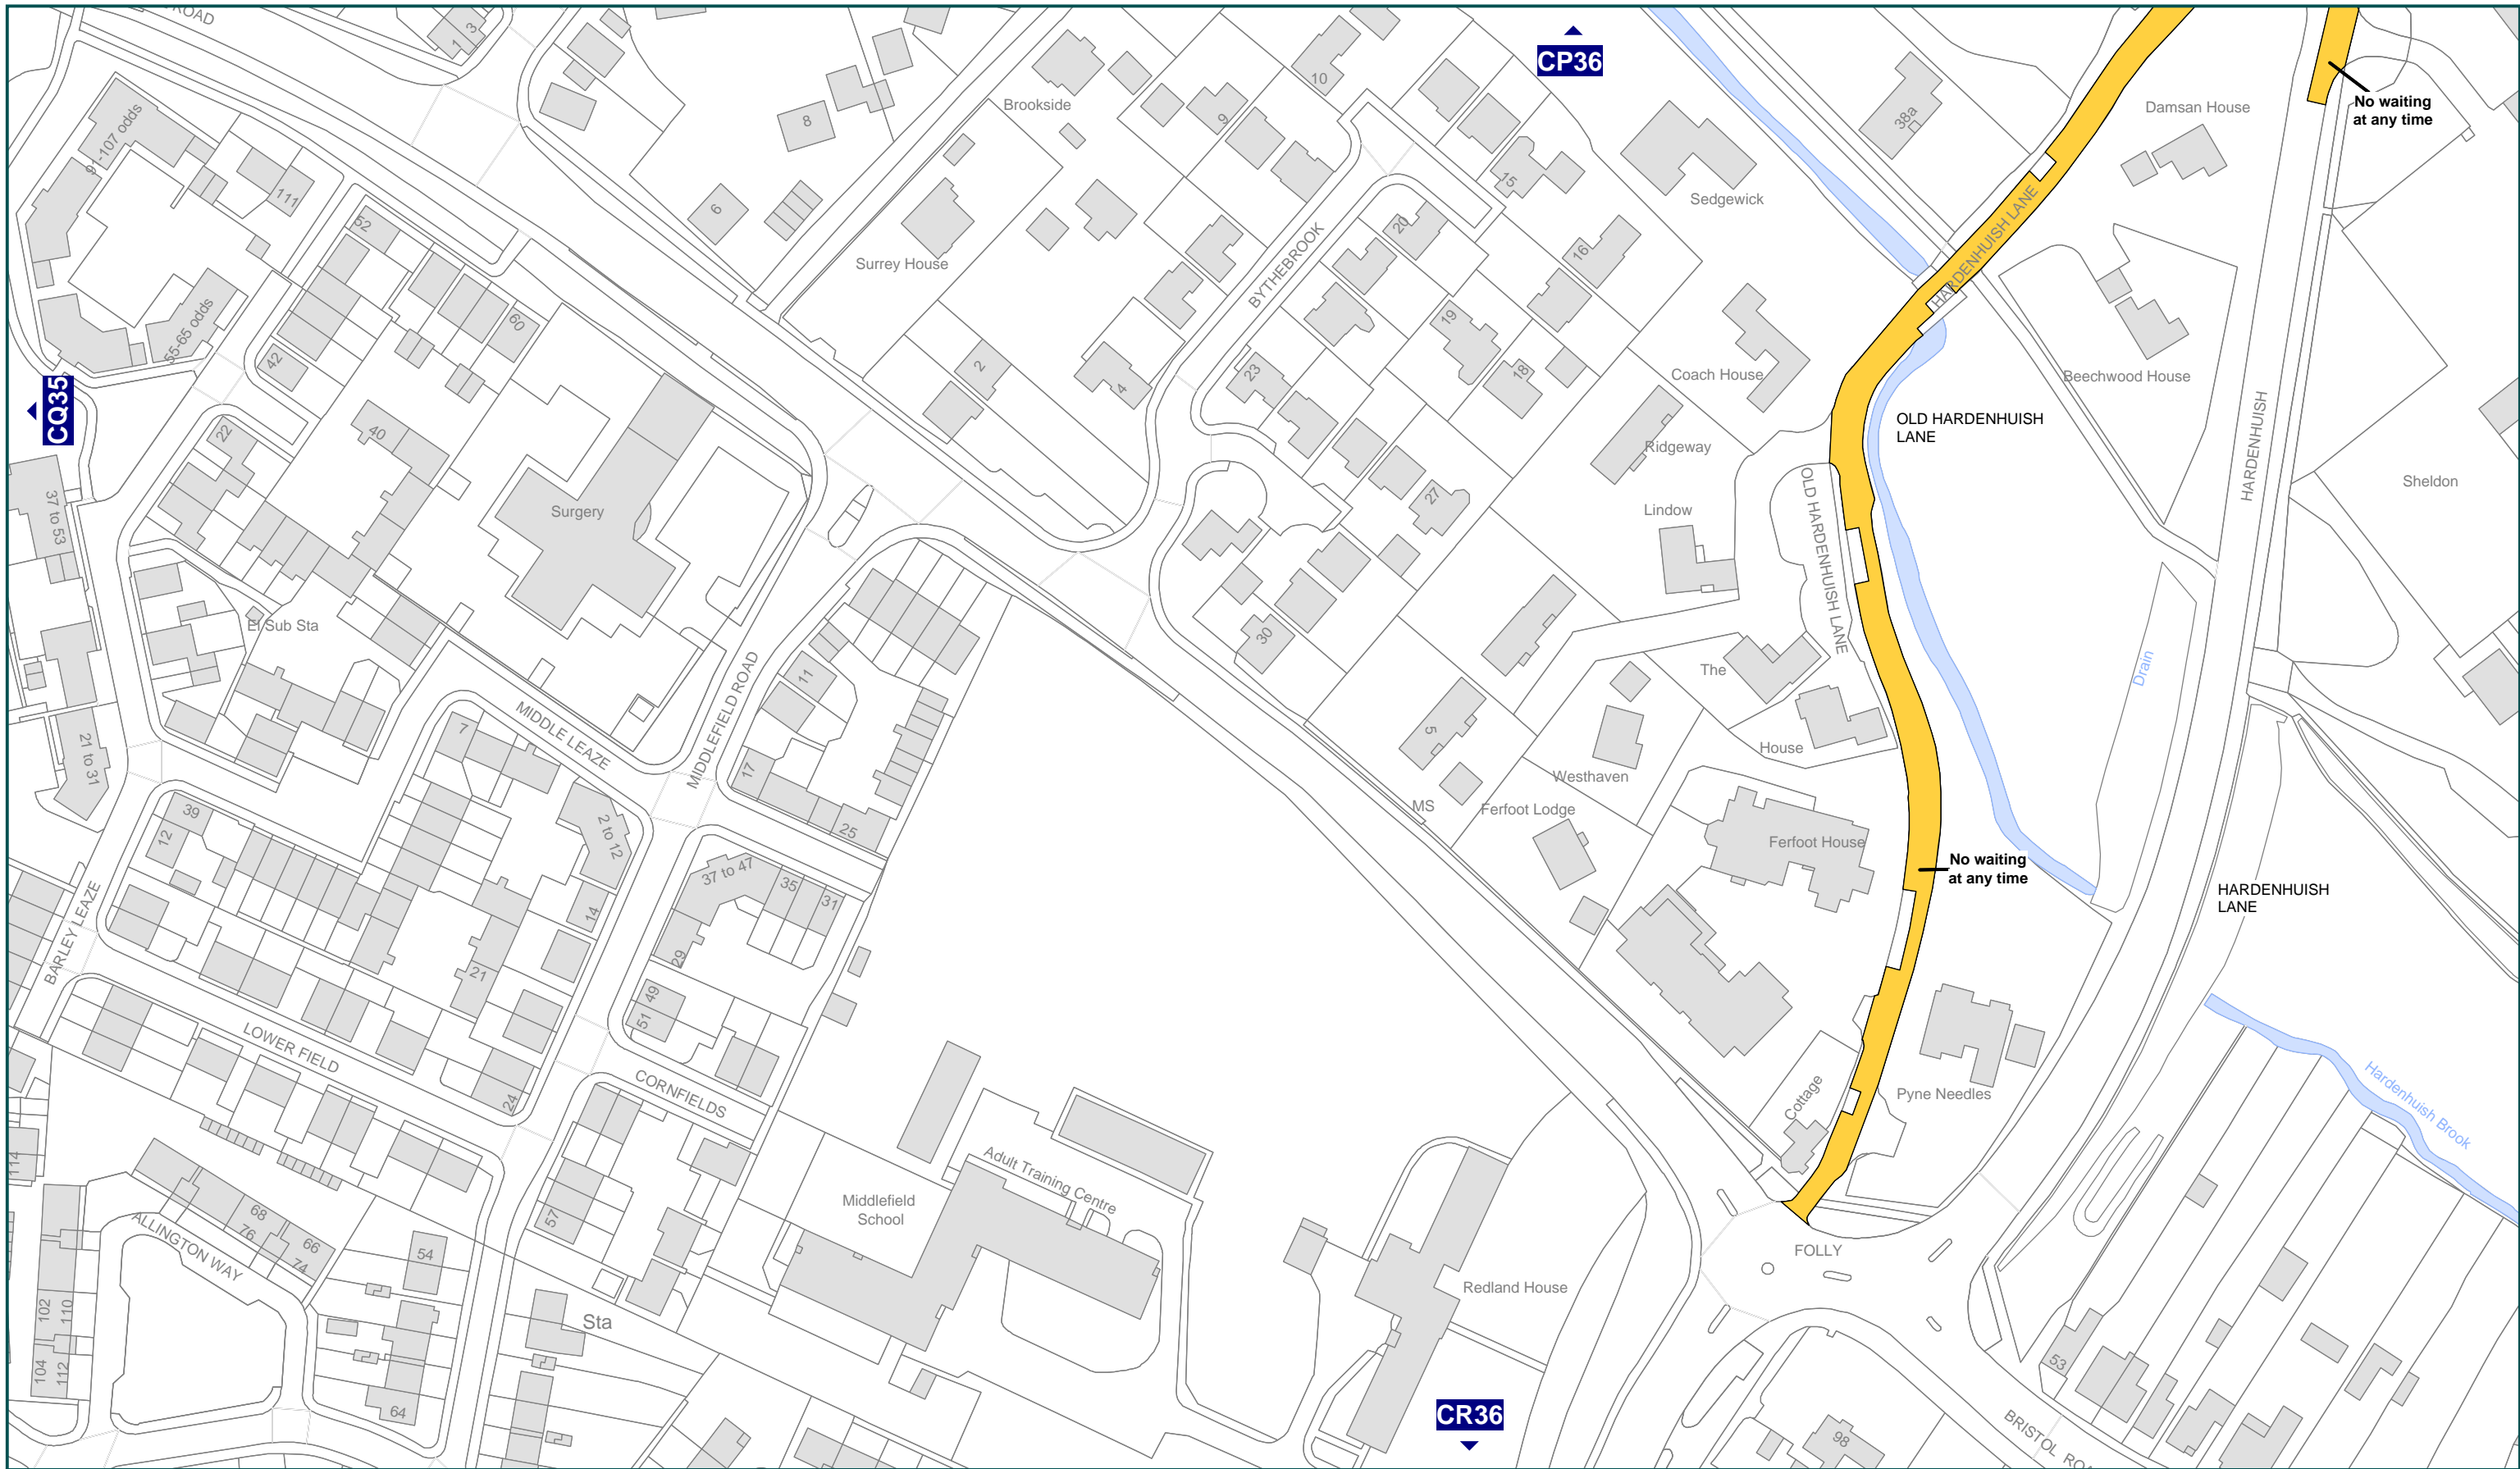 ROAD
1
3
CP36
10
No waiting
at any time
38a
Damsan House
91-107 odds
Brookside
9
8
15
Sedgewick
111
6
52
20
HARDENHUISH LANE
Surrey House
BYTHEBROOK
16
55-65 odds
60
42
19
2
4
23
18
Coach House
Beechwood House
CQ35
OLD HARDENHUISH
LANE
HARDENHUISH
22
40
Ridgeway
Sheldon
37 to 53
Surgery
27
Lindow
OLD HARDENHUISH LANE
El Sub Sta
30
11
The
Drain
MIDDLEFIELD ROAD
MIDDLE LEAZE
7
5
House
21 to 31
17
Westhaven
MS
Ferfoot Lodge
39
12
2 to 12
25
Ferfoot House
No waiting
at any time
37 to 47
35
31
HARDENHUISH
LANE
14
BARLEY LEAZE
29
21
49
51
LOWER FIELD
CORNFIELDS
24
Cottage
Pyne Needles
Hardenhuish Brook
114
Adult Training Centre
Middlefield
School
68
76
66
74
57
ALLINGTON WAY
54
FOLLY
Redland House
102
110
Sta
104
112
53
64
CR36
98
BRISTOL ROA